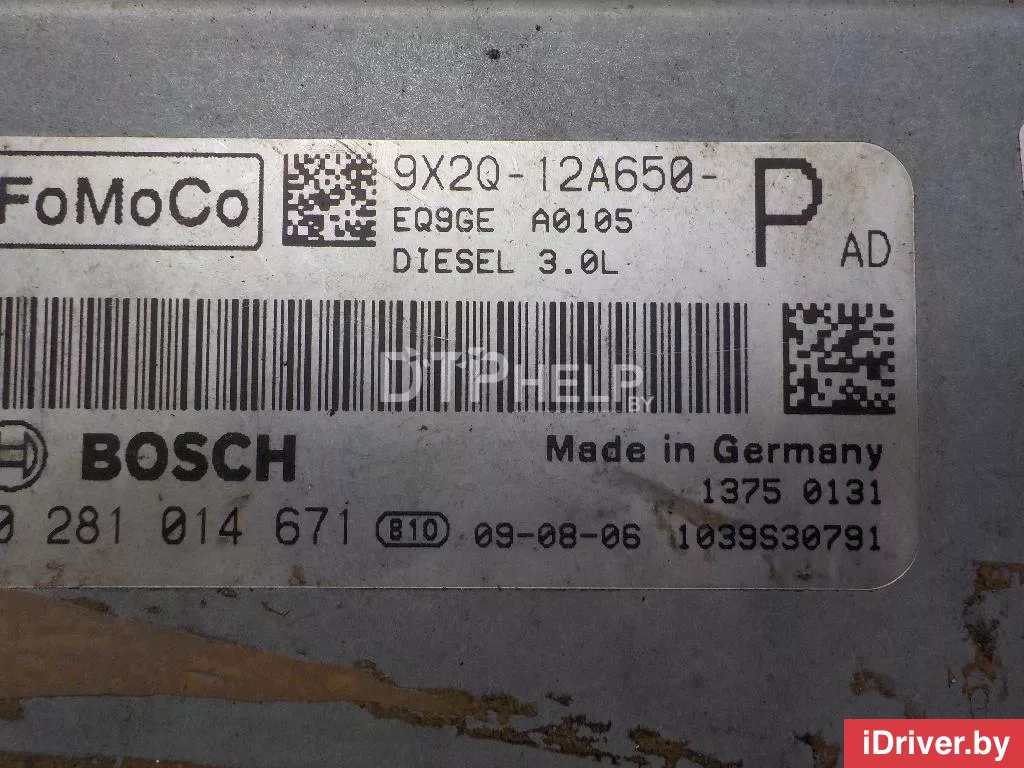 FoMoCo
9X2Q-12A650-
P
AD
EQ9GE A0105
DIESEL 3.0L
DTPHELP
BY
BOSCH
Made in Germany
1375 0131
0 281 014 671 B10 09-08-06 1039S30791
iDriver.by